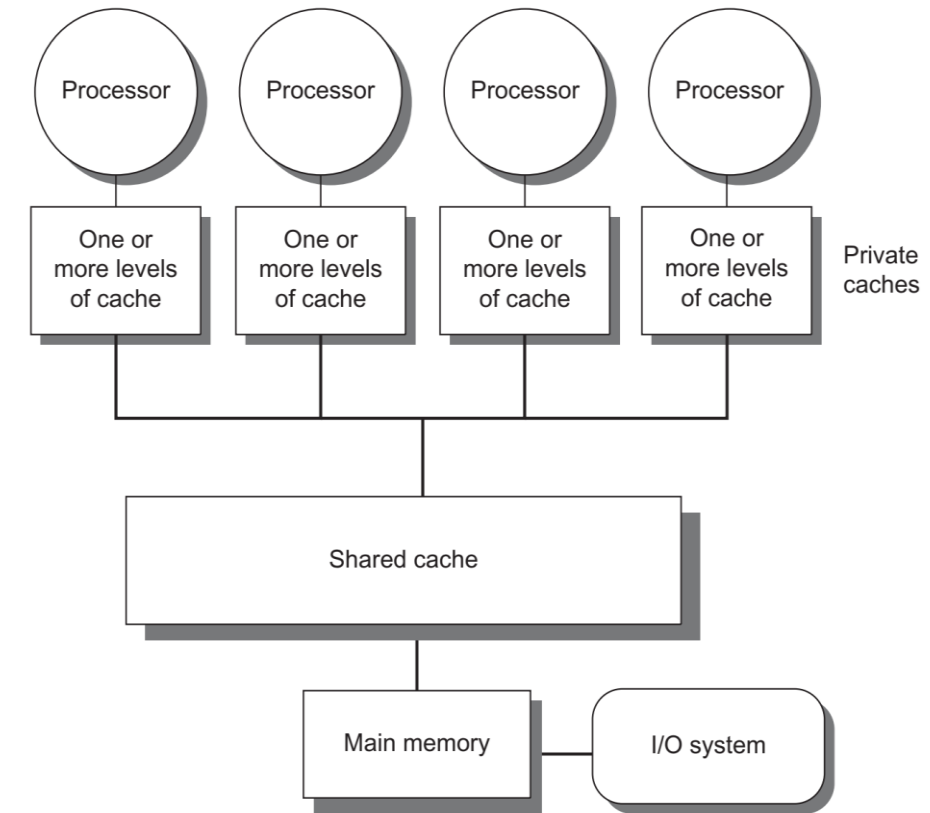 Processor
Processor
Processor
Processor
One or
more levels
of cache
One or
more levels
of cache
One or
more levels
of cache
One or
more levels
of cache
Private
caches
Shared cache
Main memory
I/O system